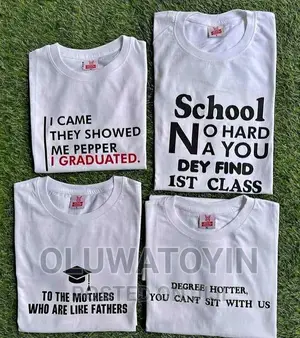 I CAME
THEY SHOWED
ME PEPPER
I GRADUATED.
School
NO HARD
NA YOU
DEY FIND
1ST CLASS
OLUWATOYIN
TO THE MOTHERS
WHO ARE LIKE FATHERS
DEGREE HOTTER,
YOU CANT SIT WITH US